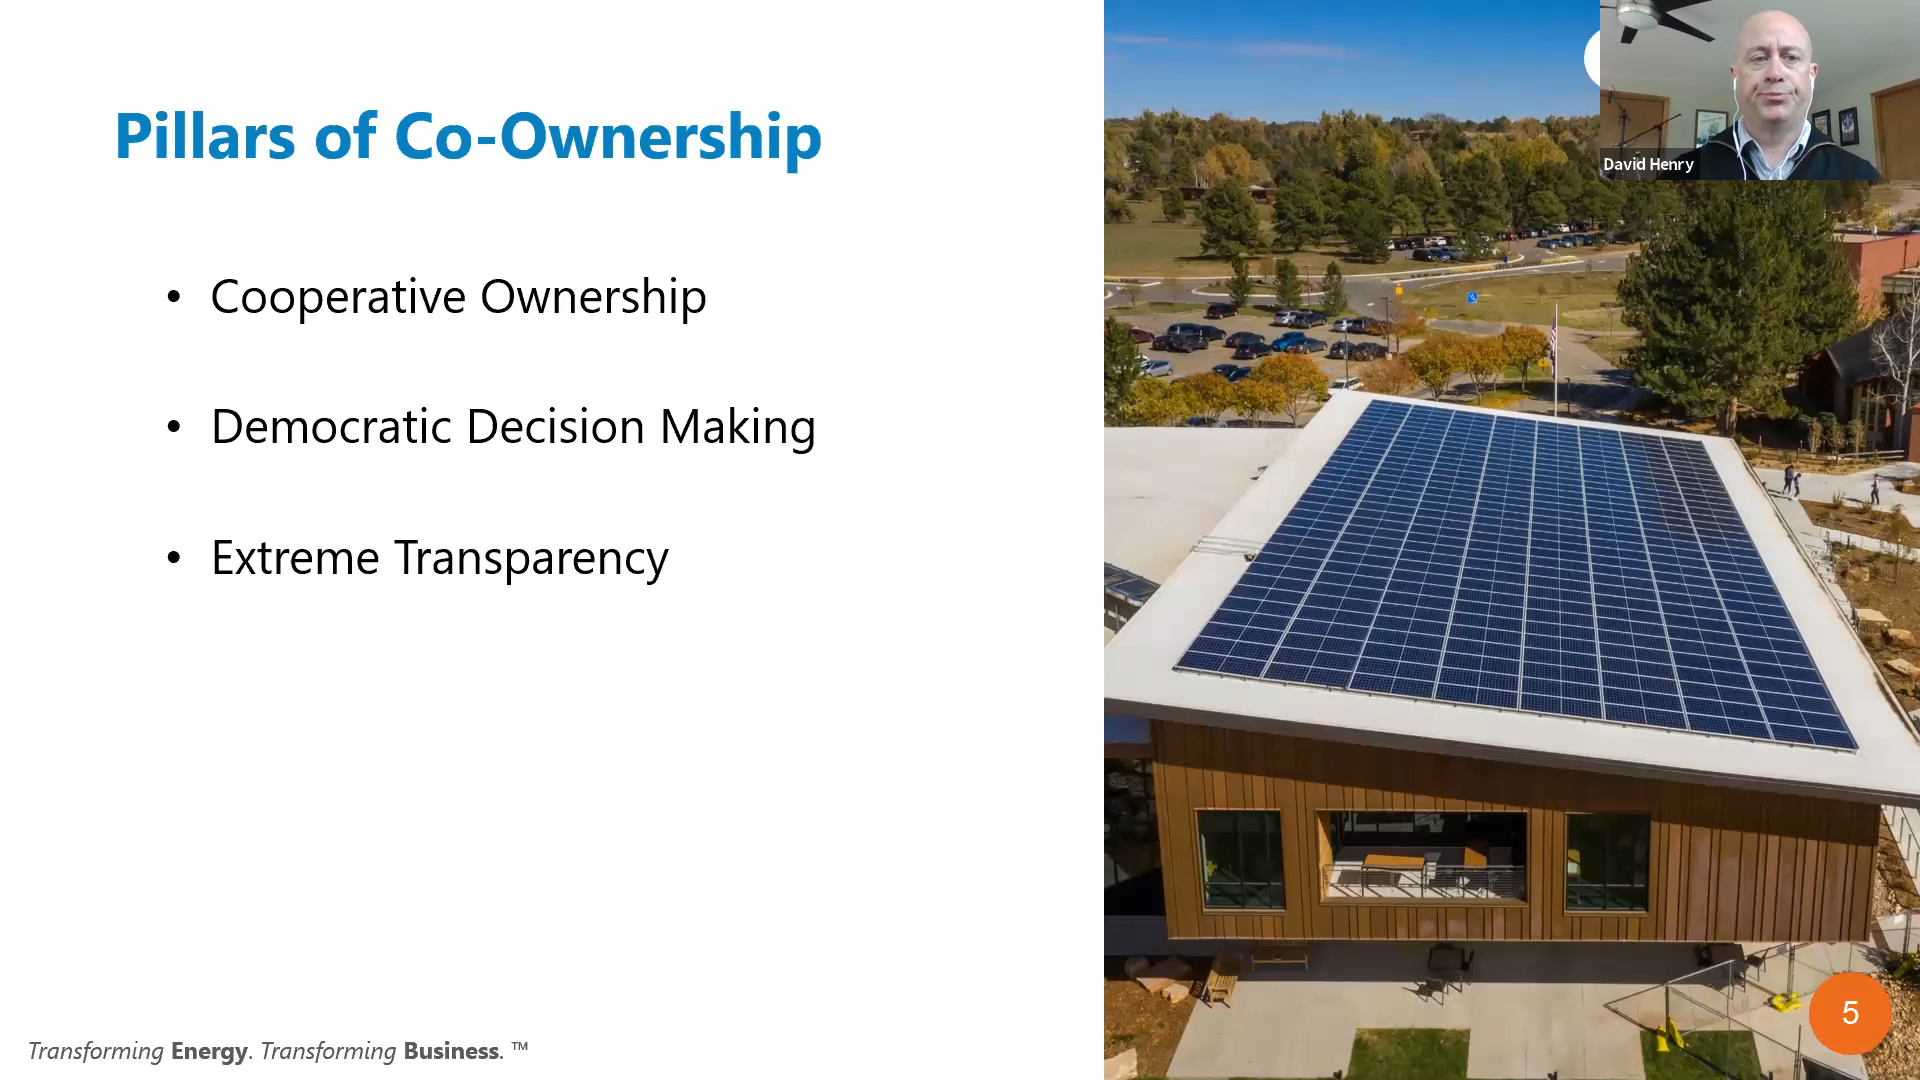 Pillars of Co-Ownership
• Cooperative Ownership
• Democratic Decision Making
• Extreme Transparency
David Henry
Transforming Energy. Transforming Business. ™
5